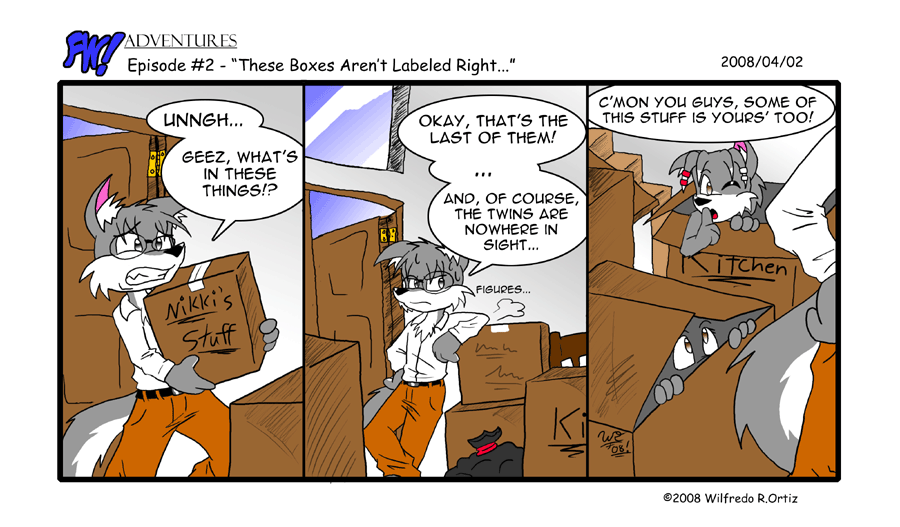 FW! ADVENTURES
Episode #2 - “These Boxes Aren’t Labeled Right...”
2008/04/02
UNNGH...
GEEZ, WHAT'S
IN THESE
THINGS!?
Nikki's
Stuff
OKAY, THAT'S THE
LAST OF THEM!
...
AND, OF COURSE,
THE TWINS ARE
NOWHERE IN
SIGHT...
FIGURES...
Ki
C'MON YOU GUYS, SOME OF
THIS STUFF IS YOURS' TOO!
Kitchen
'08!
©2008 Wilfredo R.Ortiz